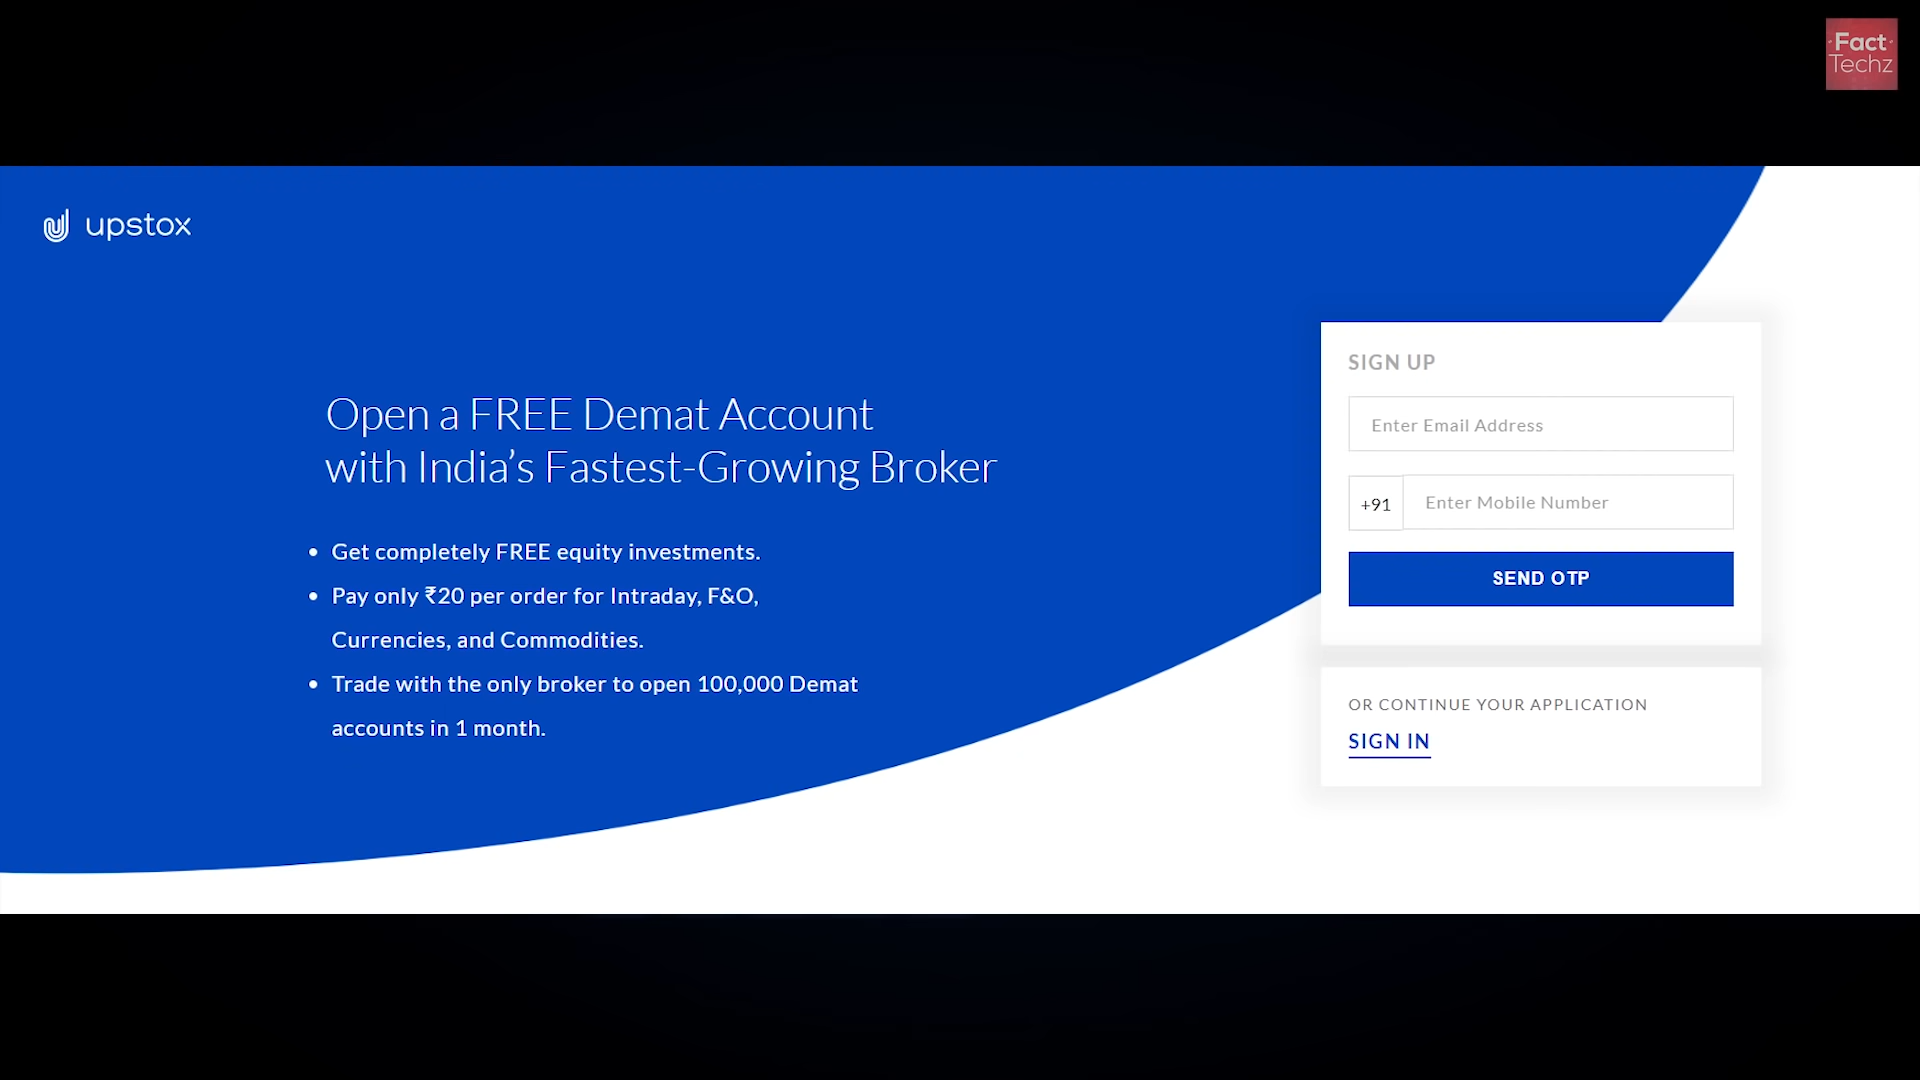 Fact
Techz
upstox
Open a FREE Demat Account
with India’s Fastest-Growing Broker
• Get completely FREE equity investments.
• Pay only ₹20 per order for Intraday, F&O,
Currencies, and Commodities.
• Trade with the only broker to open 100,000 Demat
accounts in 1 month.
SIGN UP
Enter Email Address
+91 Enter Mobile Number
SEND OTP
OR CONTINUE YOUR APPLICATION
SIGN IN